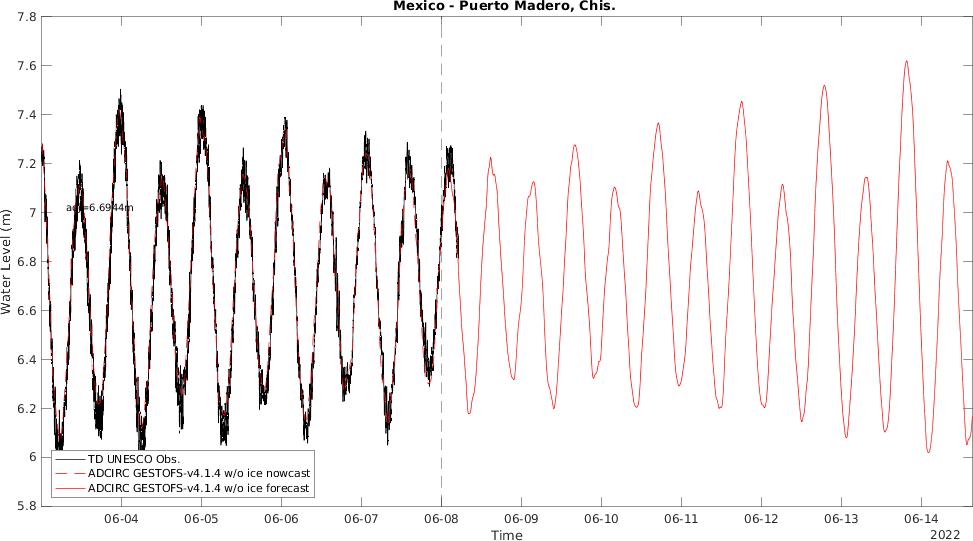 Mexico - Puerto Madero, Chis.
7.8
7.6
7.4
7.2
7
6.8
6.6
6.4
6.2
6
5.8
Water Level (m)
TD UNESCO Obs.
ADCIRC GESTOFS-v4.1.4 w/o ice nowcast
ADCIRC GESTOFS-v4.1.4 w/o ice forecast
06-04 06-05 06-06 06-07 06-08 06-09 06-10 06-11 06-12 06-13 06-14
Time
2022